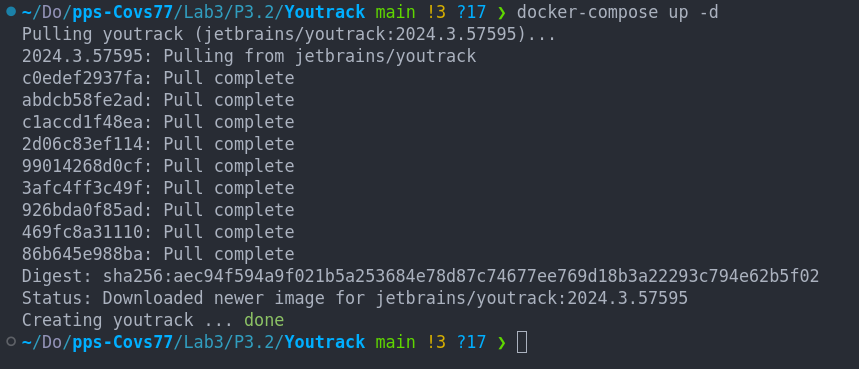 ~/Do/pps-Covs77/Lab3/P3.2/Youtrack main !3 ?17 ❯ docker-compose up -d
Pulling youtrack (jetbrains/youtrack:2024.3.57595)...
2024.3.57595: Pulling from jetbrains/youtrack
c0edef2937fa: Pull complete
abdcb58fe2ad: Pull complete
c1accd1f48ea: Pull complete
2d06c83ef114: Pull complete
99014268d0cf: Pull complete
3afc4ff3c49f: Pull complete
926bda0f85ad: Pull complete
469fc8a31110: Pull complete
86b645e988ba: Pull complete
Digest: sha256:aec94f594a9f021b5a253684e78d87c74677ee769d18b3a22293c794e62b5f02
Status: Downloaded newer image for jetbrains/youtrack:2024.3.57595
Creating youtrack ... done
~/Do/pps-Covs77/Lab3/P3.2/Youtrack main !3 ?17 ❯